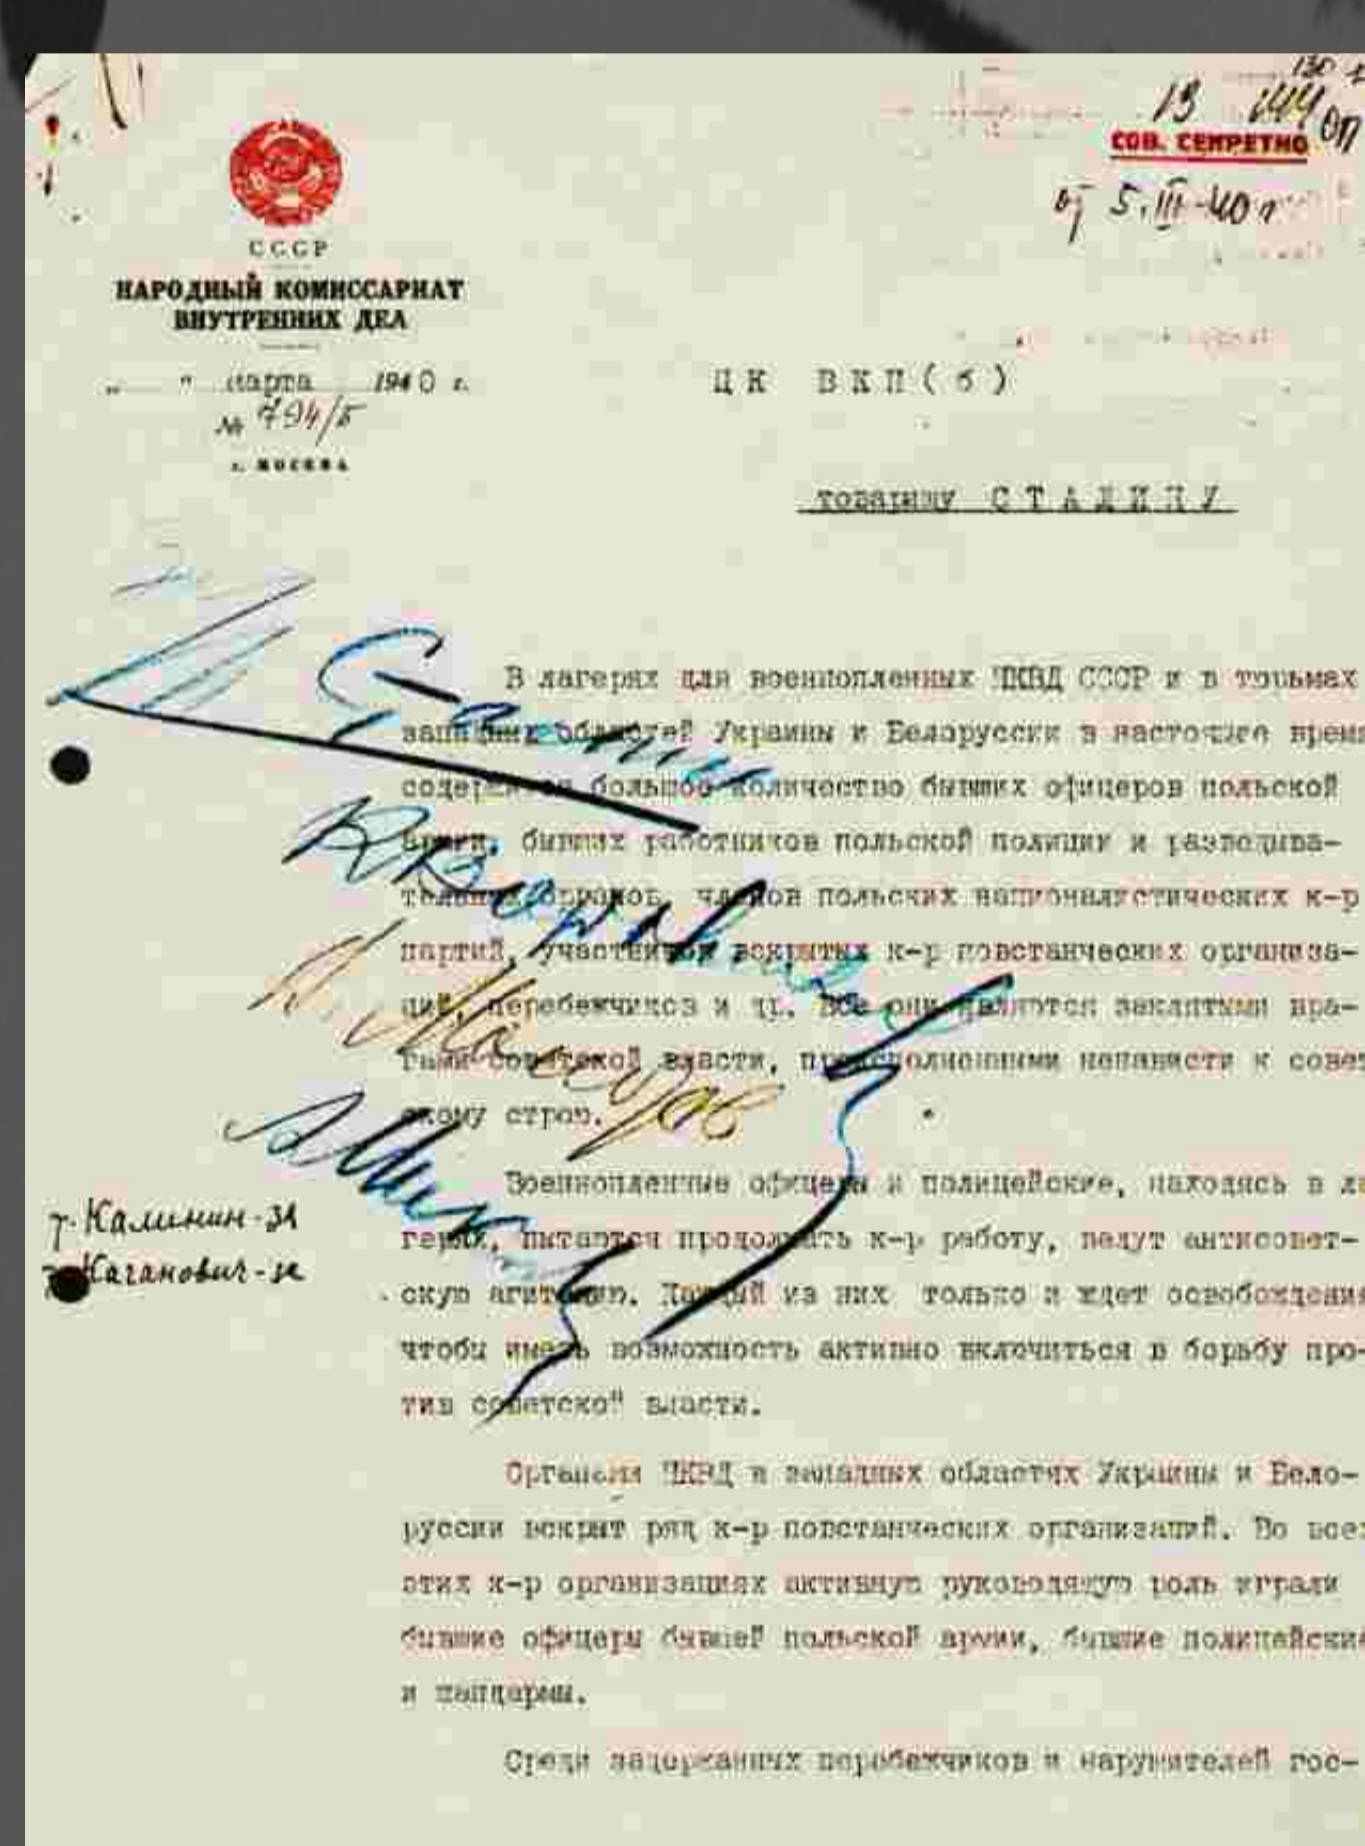 130
13 144 ОП
СОВ. СЕКРЕТНО
от 5.III-40 г
СССР
НАРОДНЫЙ КОМИССАРИАТ
ВНУТРЕННИХ ДЕЛ
" " марта 1940 г.
№ 794/Б
г. МОСКВА
ЦК ВКП(б)
товарищу СТАЛИНУ
В лагерях для военнопленных НКВД СССР и в тюрьмах
западных областей Украины и Белоруссии в настоящее время
содержится большое количество бывших офицеров польской
армии, бывших работников польской полиции и разведыва-
тельных органов, членов польских националистических к-р
партий, участников вскрытых к-р повстанческих организа-
ций, перебежчиков и др. Все они являются заклятыми вра-
гами советской власти, преисполненными ненависти к совет
скому строю.
И. Сталин
К Ворошилов
В. Молотов
А Микоян
т. Калинин - за
т. Каганович - за
Военнопленные офицеры и полицейские, находясь в ла
герях, пытаются продолжать к-р работу, ведут антисовет-
скую агитацию. Каждый из них только и ждет освобождения
чтобы иметь возможность активно включиться в борьбу про-
тив советской власти.
Органами НКВД в западных областях Украины и Бело-
руссии вскрыт ряд к-р повстанческих организаций. Во всех
этих к-р организациях активную руководящую роль играли
бывшие офицеры бывшей польской армии, бывшие полицейские
и жандармы.
Среди задержанных перебежчиков и нарушителей гос-